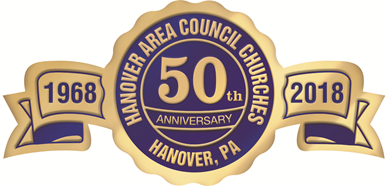 HANOVER AREA COUNCIL CHURCHES
1968
50th
2018
ANNIVERSARY
HANOVER, PA